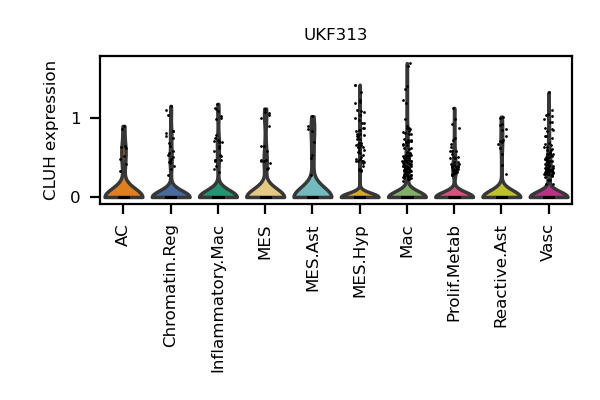 UKF313
CLUH expression
1
0
AC
Chromatin.Reg
Inflammatory.Mac
MES
MES.Ast
MES.Hyp
Mac
Prolif.Metab
Reactive.Ast
Vasc